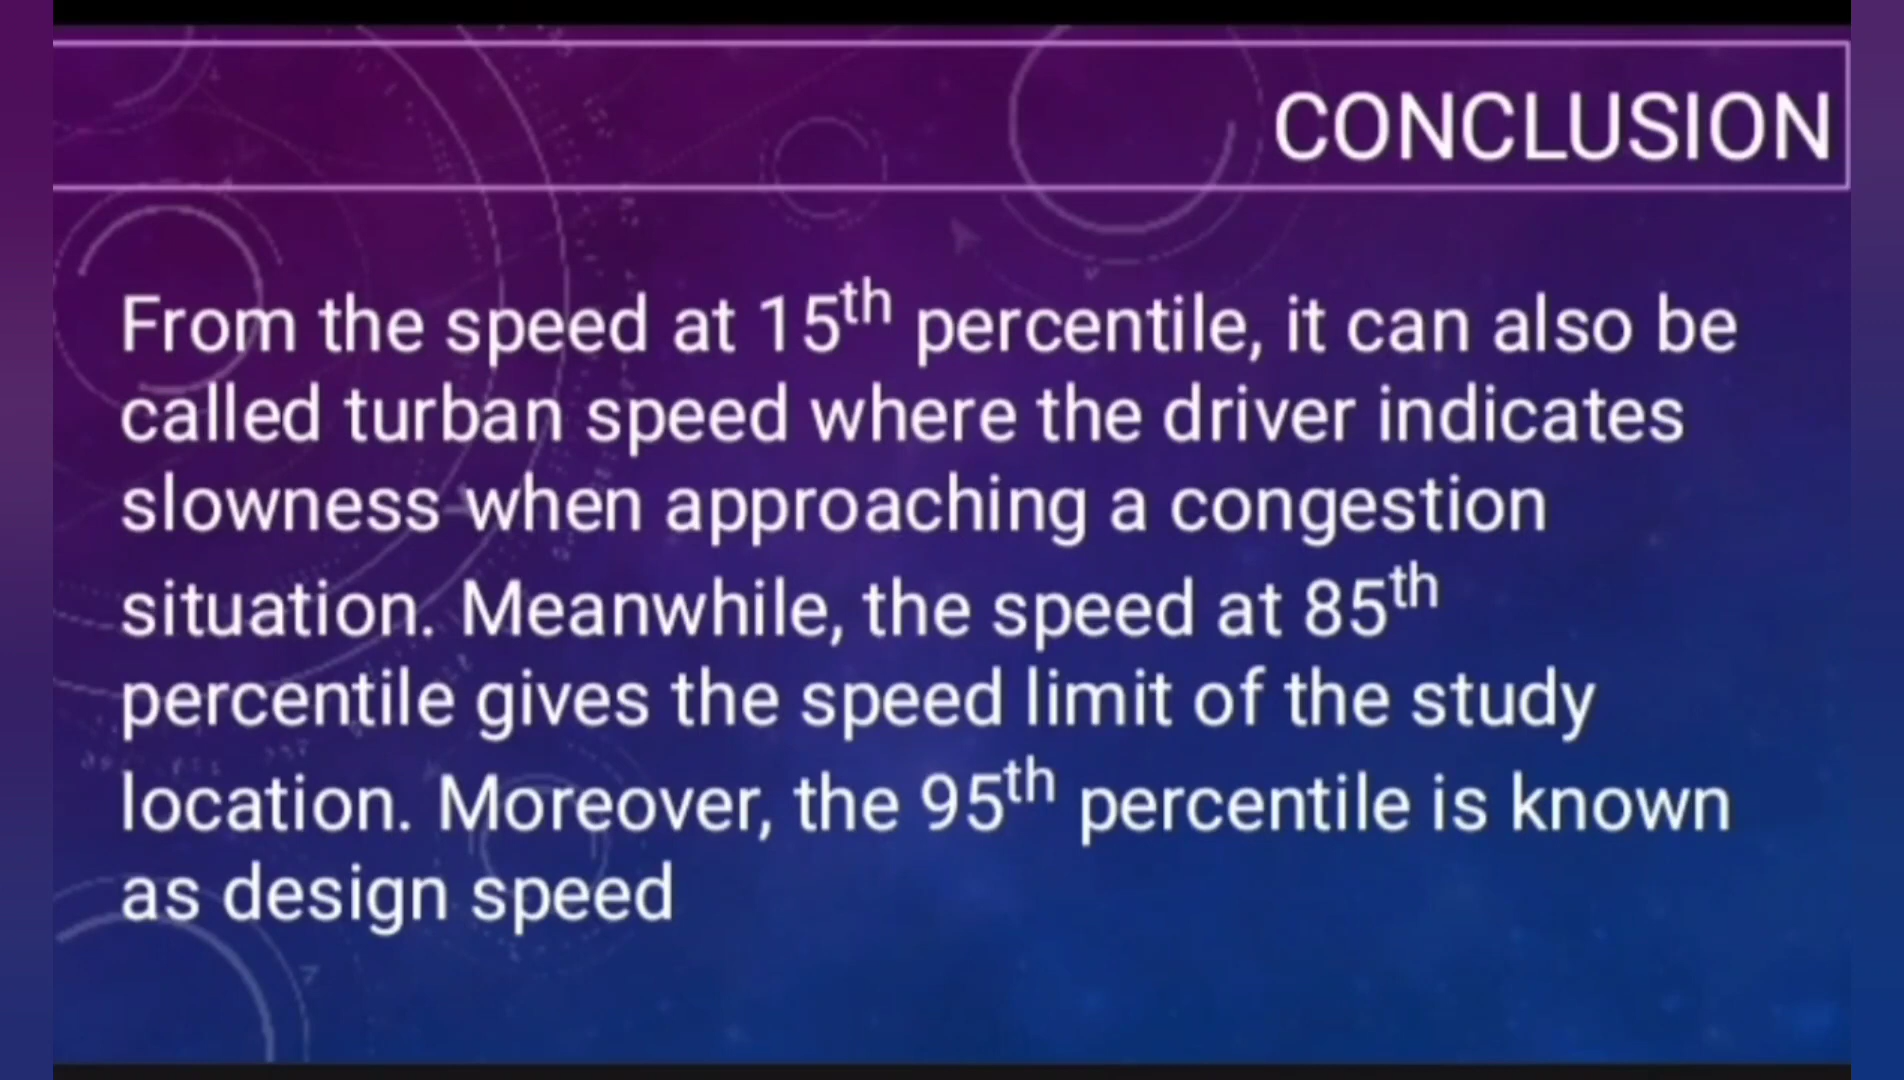 CONCLUSION
From the speed at 15th percentile, it can also be
called turban speed where the driver indicates
slowness when approaching a congestion
situation. Meanwhile, the speed at 85th
percentile gives the speed limit of the study
location. Moreover, the 95th percentile is known
as design speed